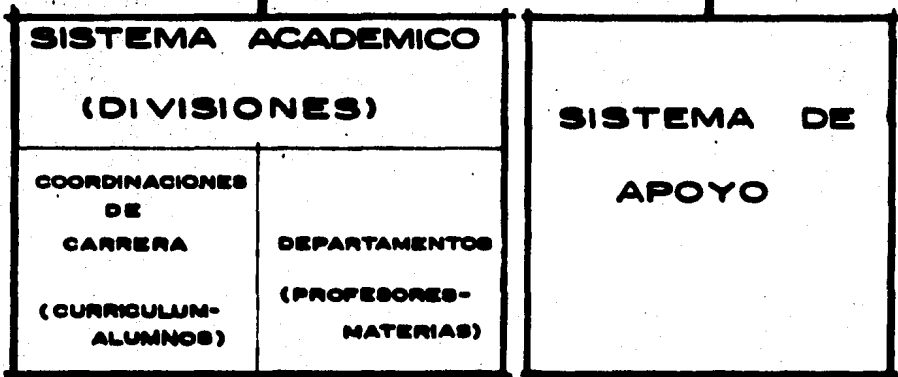 SISTEMA ACADEMICO
(DIVISIONES)
COORDINACIONES
DE
CARRERA
(CURRICULUM-
ALUMNOS)
DEPARTAMENTOS
(PROFESORES-
MATERIAS)
SISTEMA DE
APOYO